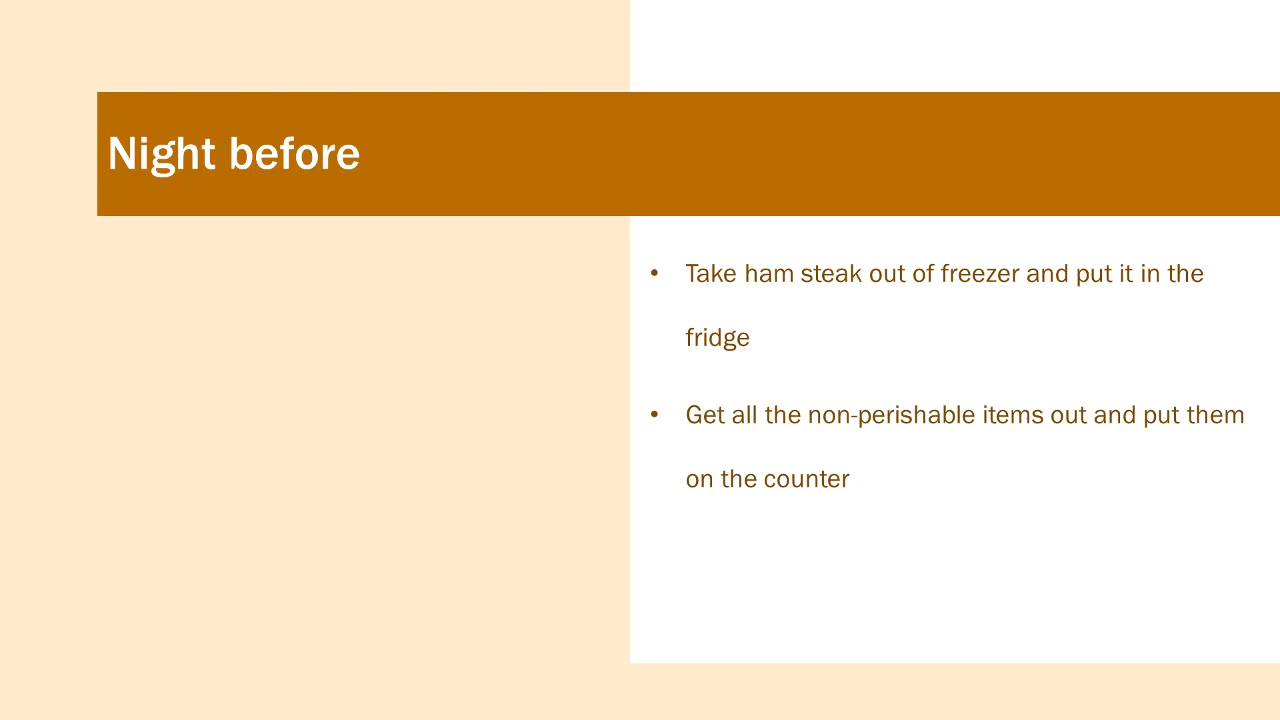 Night before
• Take ham steak out of freezer and put it in the
fridge
• Get all the non-perishable items out and put them
on the counter